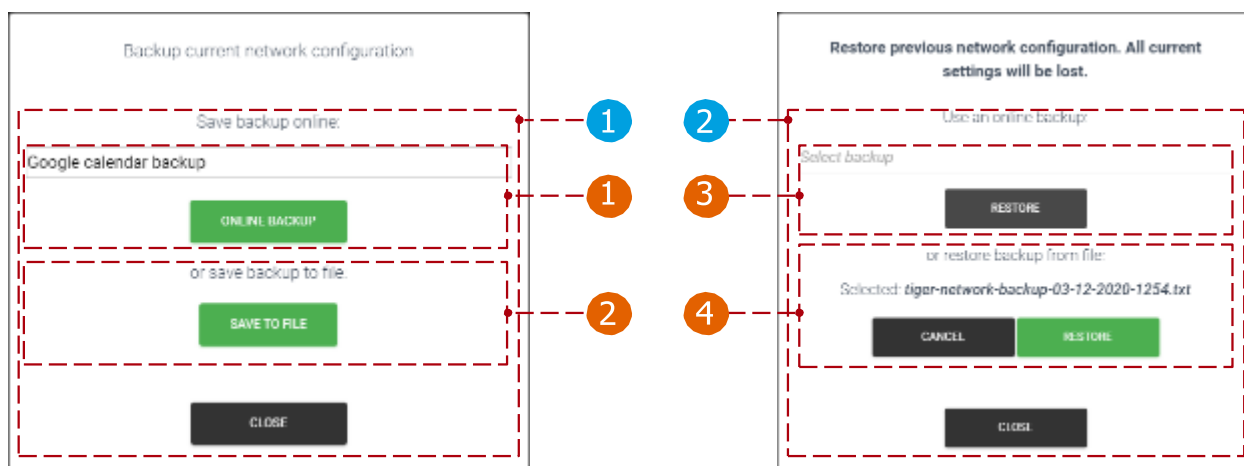 Backup current network configuration
Save backup online:
Google calendar backup
ONLINE BACKUP
or save backup to file:
SAVE TO FILE
CLOSE
1
1
2
Restore previous network configuration. All current
settings will be lost.
2
Use an online backup:
Select backup
3
RESTORE
or restore backup from file:
Selected: tiger-network-backup-03-12-2020-1254.txt
4
CANCEL
RESTORE
CLOSE